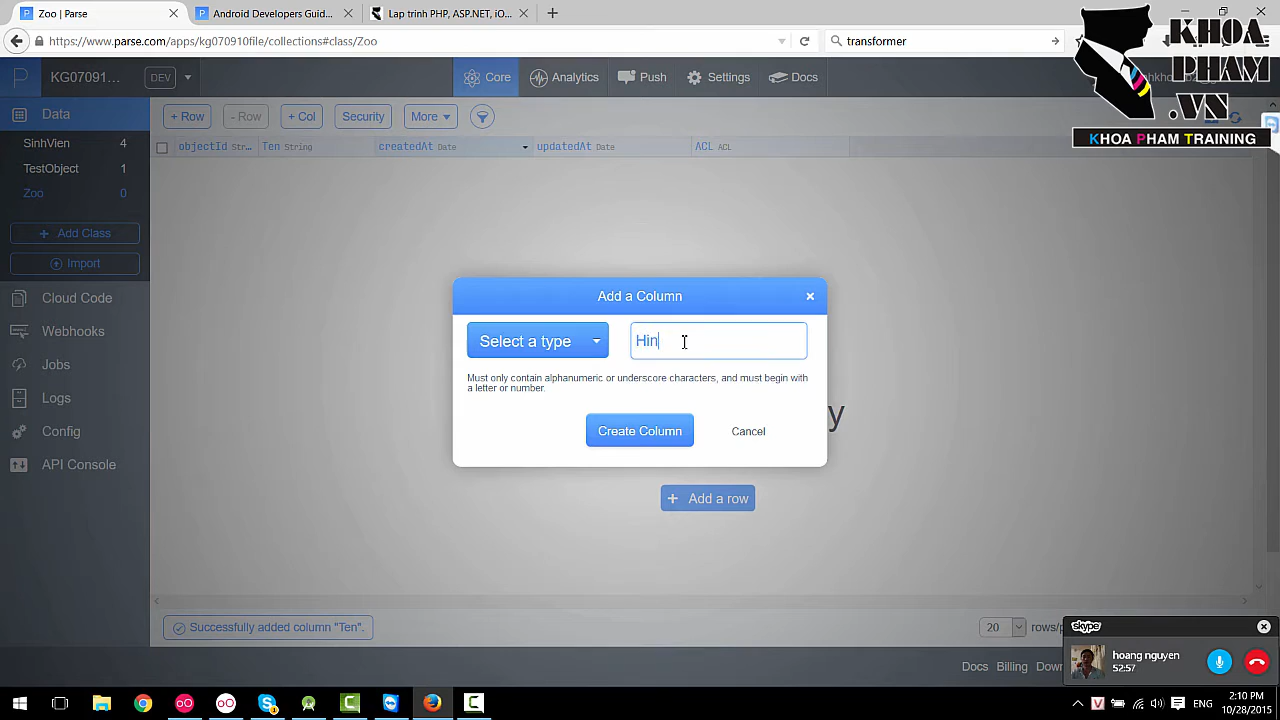 Zoo | Parse
Android Developers Guid...
Lap trinh PHP, ASP.NET, iO...
https://www.parse.com/apps/kg070910file/collections#class/Zoo
transformer
KHOA
PHAM
.VN
KHOA PHAM TRAINING
P
KG07091...
DEV
Core
Analytics
Push
Settings
Docs
Data
SinhVien 4
TestObject 1
Zoo 0
Add Class
Import
Cloud Code
Webhooks
Jobs
Logs
Config
API Console
+ Row
- Row
+ Col
Security
More
objectId Str...
Ten String
createdAt Date
updatedAt Date
ACL ACL
Add a Column
Select a type
Hin
Must only contain alphanumeric or underscore characters, and must begin with
a letter or number.
Create Column
Cancel
y
+ Add a row
Successfully added column "Ten".
20
rows/p
Docs
Billing
Down
skype
hoang nguyen
52:57
ENG
2:10 PM
10/28/2015